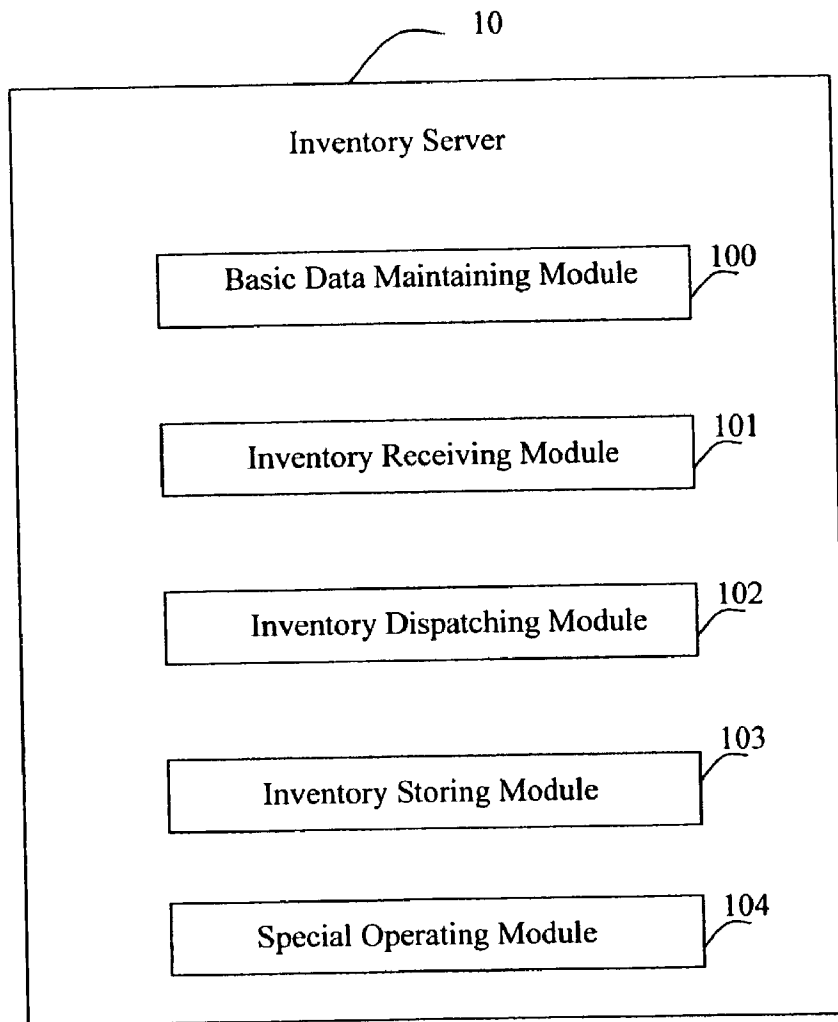 10
Inventory Server
Basic Data Maintaining Module
100
Inventory Receiving Module
101
Inventory Dispatching Module
102
Inventory Storing Module
103
Special Operating Module
104